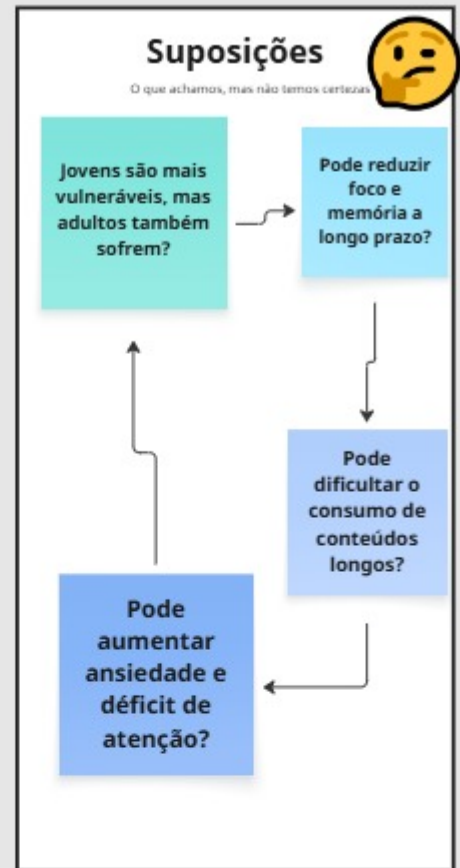 Suposições
O que achamos, mas não temos certezas
Jovens são mais
vulneráveis, mas
adultos também
sofrem?
Pode reduzir
foco e
memória a
longo prazo?
Pode
dificultar o
consumo de
conteúdos
longos?
Pode
aumentar
ansiedade e
déficit de
atenção?